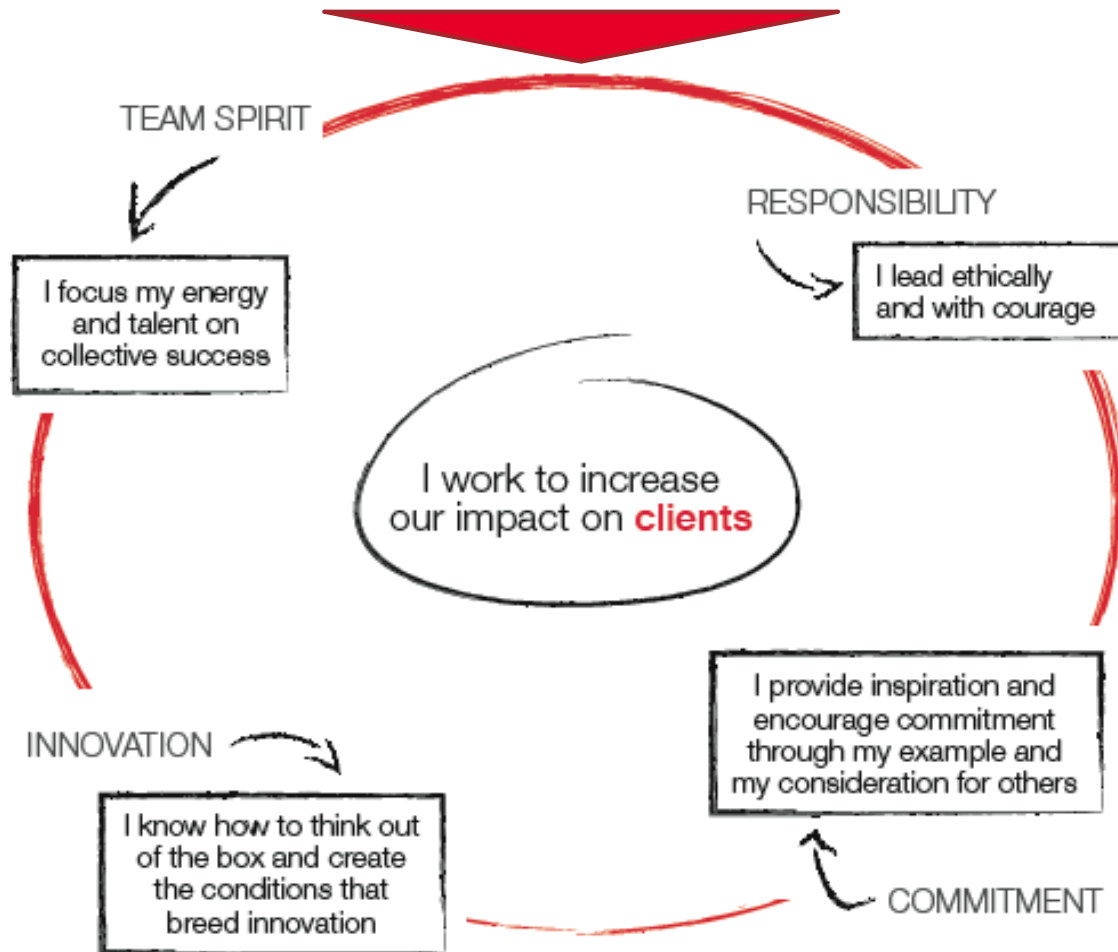 TEAM SPIRIT
I focus my energy
and talent on
collective success
RESPONSIBILITY
I lead ethically
and with courage
I work to increase
our impact on clients
INNOVATION
I know how to think out
of the box and create
the conditions that
breed innovation
I provide inspiration and
encourage commitment
through my example and
my consideration for others
COMMITMENT